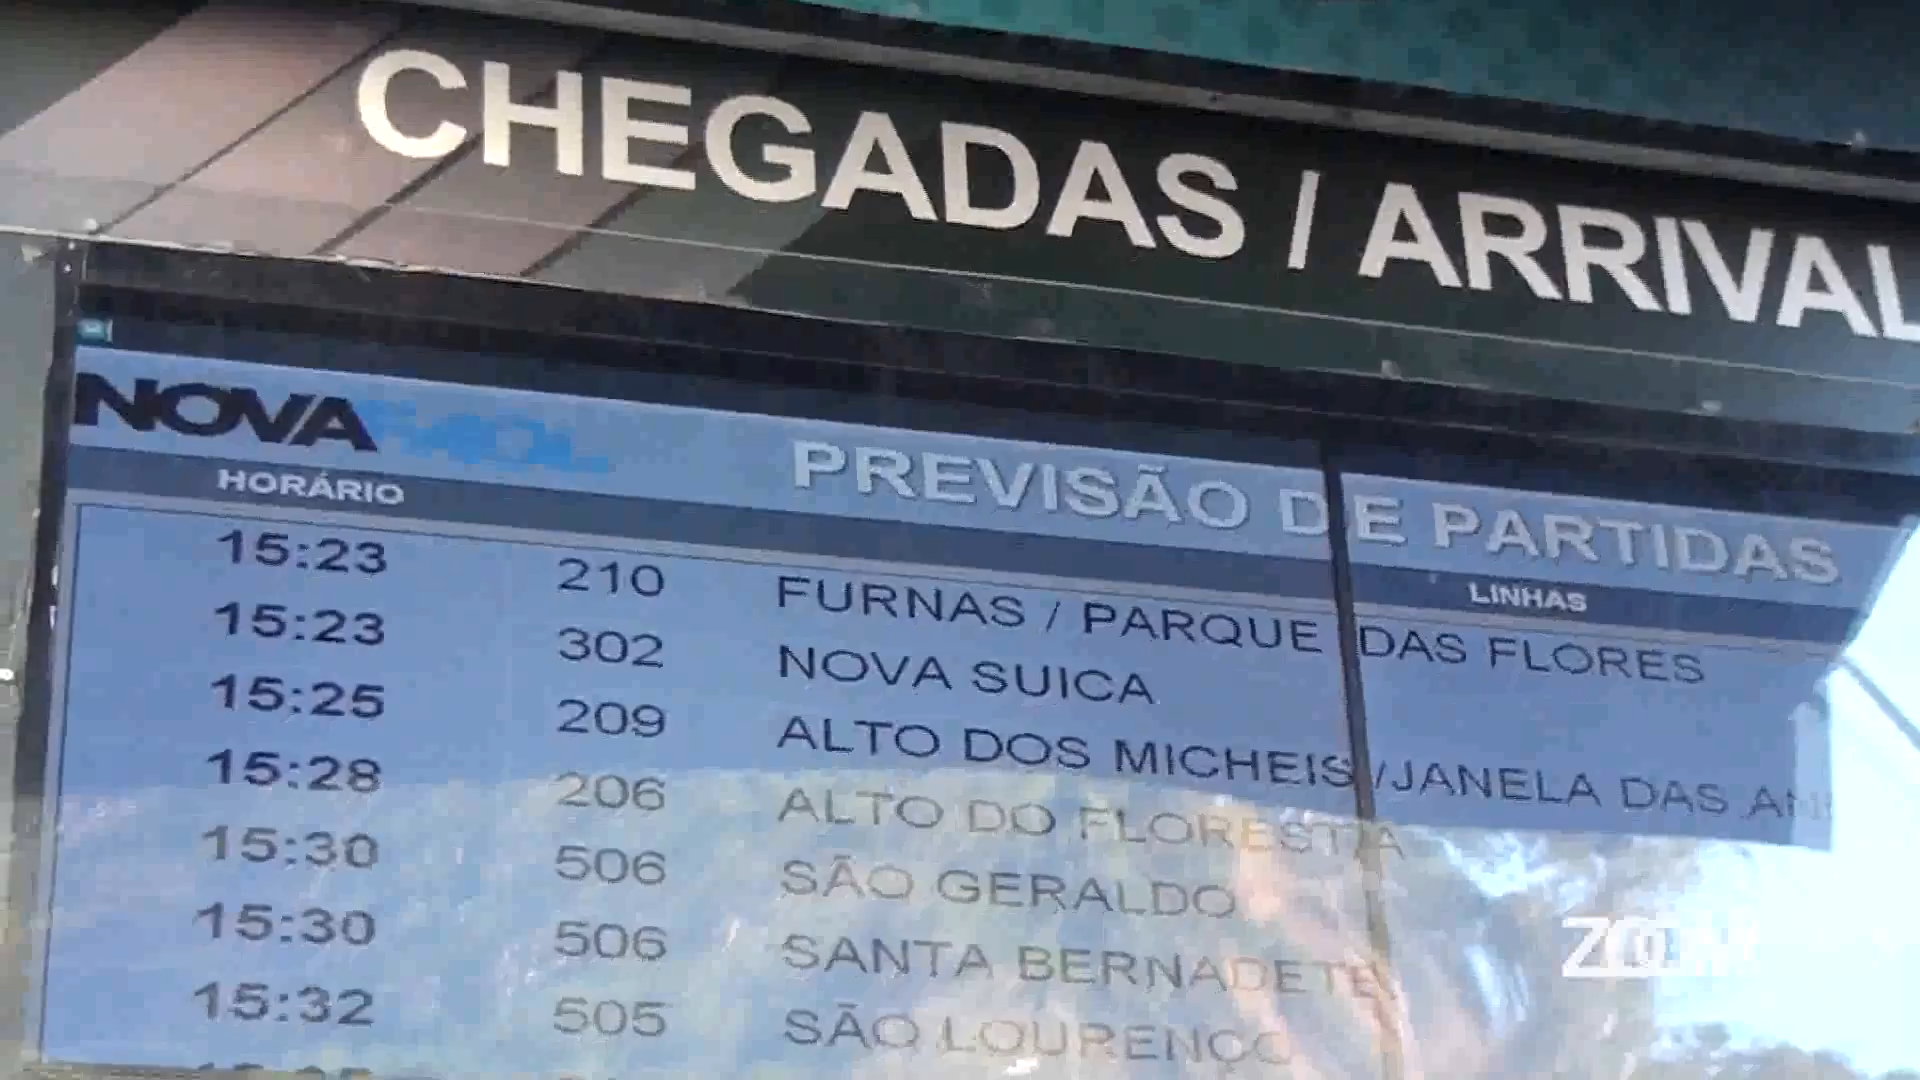 CHEGADAS / ARRIVAL
NOVA
PREVISÃO DE PARTIDAS
HORÁRIO
LINHAS
15:23 210 FURNAS / PARQUE DAS FLORES
15:23 302 NOVA SUICA
15:25 209 ALTO DOS MICHEIS /JANELA DAS
15:28 206 ALTO DO FLORESTA
15:30 506 SÃO GERALDO
15:30 506 SANTA BERNADETE
15:32 505 SÃO LOURENÇO